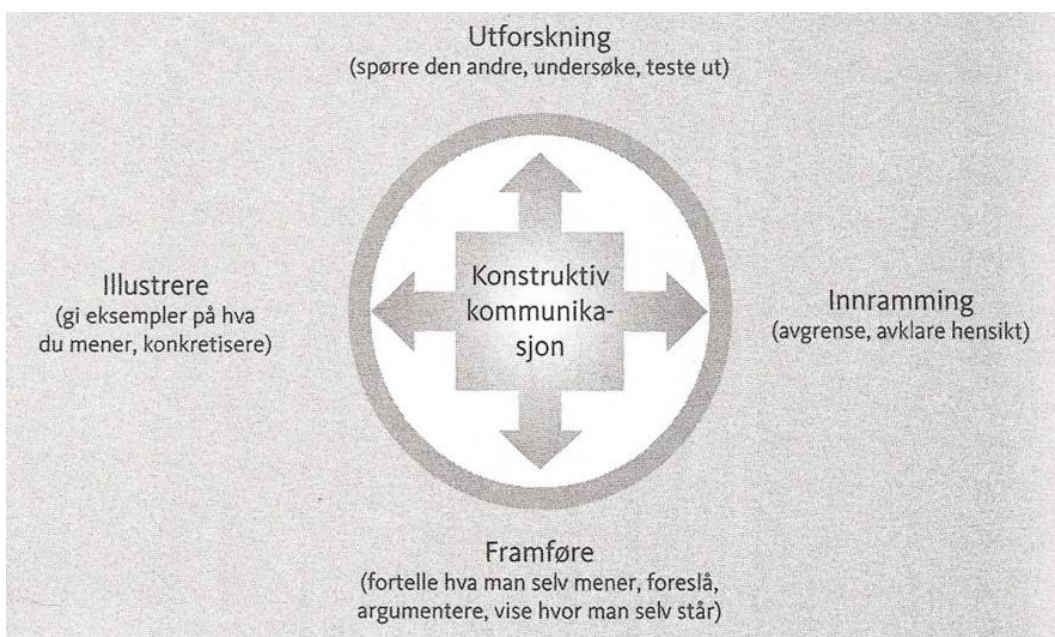 Utforskning
(spørre den andre, undersøke, teste ut)
Illustrere
(gi eksempler på hva
du mener, konkretisere)
Konstruktiv
kommunika-
sjon
Innramming
(avgrense, avklare hensikt)
Framføre
(fortelle hva man selv mener, foreslå,
argumentere, vise hvor man selv står)